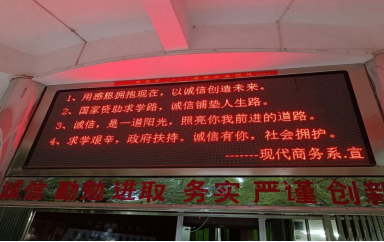 1、用感恩拥抱现在，以诚信创造未来。
2、国家资助求学路，诚信铺垫人生路。
3、诚信，是一道阳光，照亮你我前进的道路。
4、求学艰辛，政府扶持。诚信有你，社会拥护。
-------现代商务系.宣
诚信 勤勉 进取 务实 严谨 创新